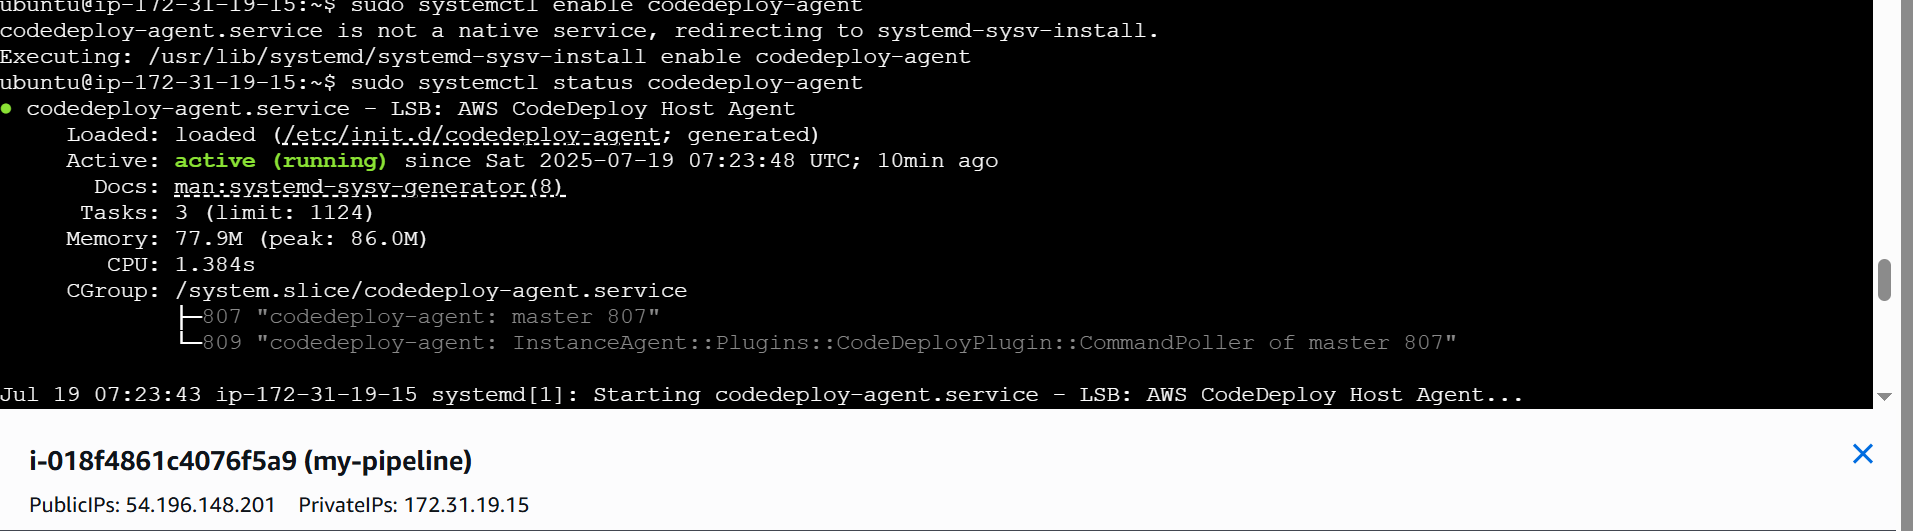 ubuntu@ip-172-31-19-15:~$ sudo systemctl enable codedeploy-agent
codedeploy-agent.service is not a native service, redirecting to systemd-sysv-install.
Executing: /usr/lib/systemd/systemd-sysv-install enable codedeploy-agent
ubuntu@ip-172-31-19-15:~$ sudo systemctl status codedeploy-agent
● codedeploy-agent.service - LSB: AWS CodeDeploy Host Agent
     Loaded: loaded (/etc/init.d/codedeploy-agent; generated)
     Active: active (running) since Sat 2025-07-19 07:23:48 UTC; 10min ago
       Docs: man:systemd-sysv-generator(8)
      Tasks: 3 (limit: 1124)
     Memory: 77.9M (peak: 86.0M)
        CPU: 1.384s
     CGroup: /system.slice/codedeploy-agent.service
             ├─807 "codedeploy-agent: master 807"
             └─809 "codedeploy-agent: InstanceAgent::Plugins::CodeDeployPlugin::CommandPoller of master 807"
Jul 19 07:23:43 ip-172-31-19-15 systemd[1]: Starting codedeploy-agent.service - LSB: AWS CodeDeploy Host Agent...
i-018f4861c4076f5a9 (my-pipeline)
PublicIPs: 54.196.148.201 PrivateIPs: 172.31.19.15